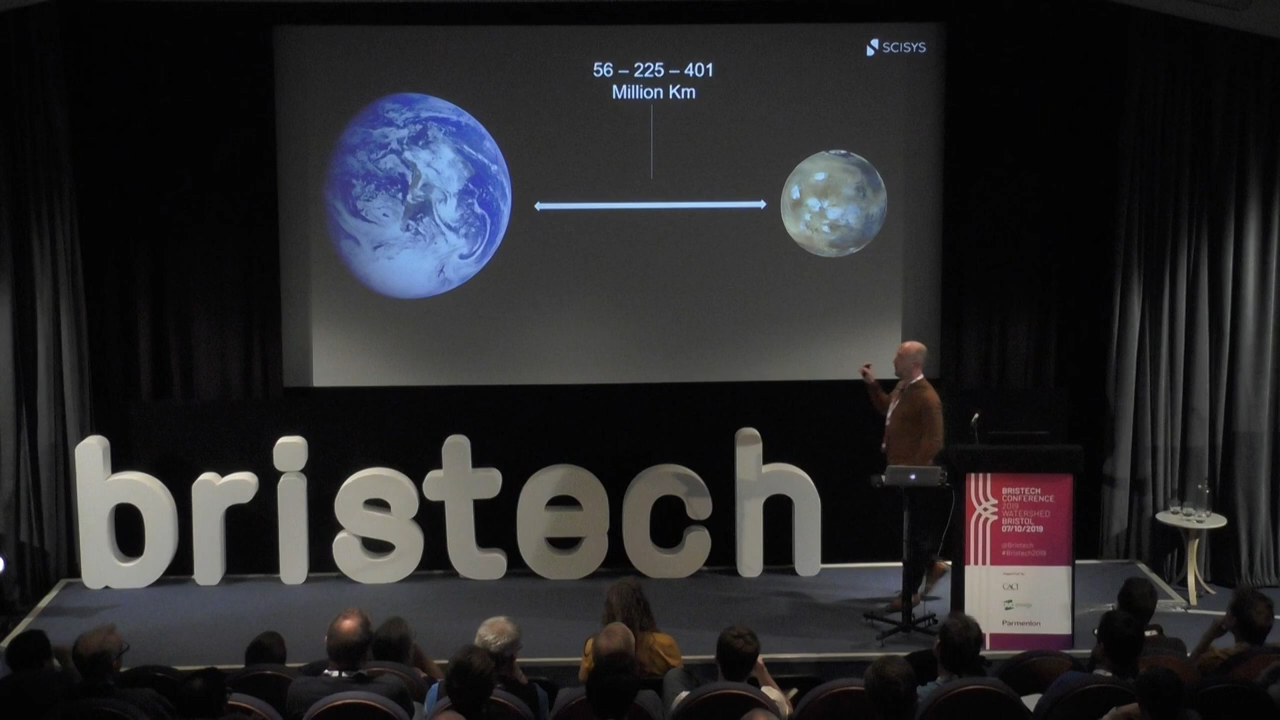 SCISYS
56 – 225 – 401
Million Km
bristech
BRISTECH
CONFERENCE
2019
WATERSHED
BRISTOL
07/10/2019
@Bristech
#Bristech2019
Parmenion